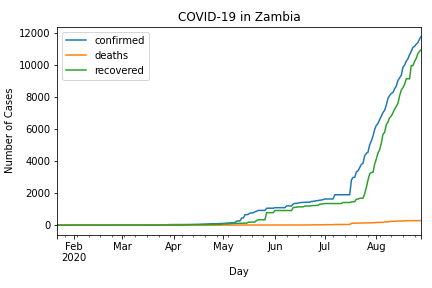 COVID-19 in Zambia
confirmed
deaths
recovered
12000
10000
8000
6000
4000
2000
0
Number of Cases
Feb
2020
Mar
Apr
May
Jun
Jul
Aug
Day